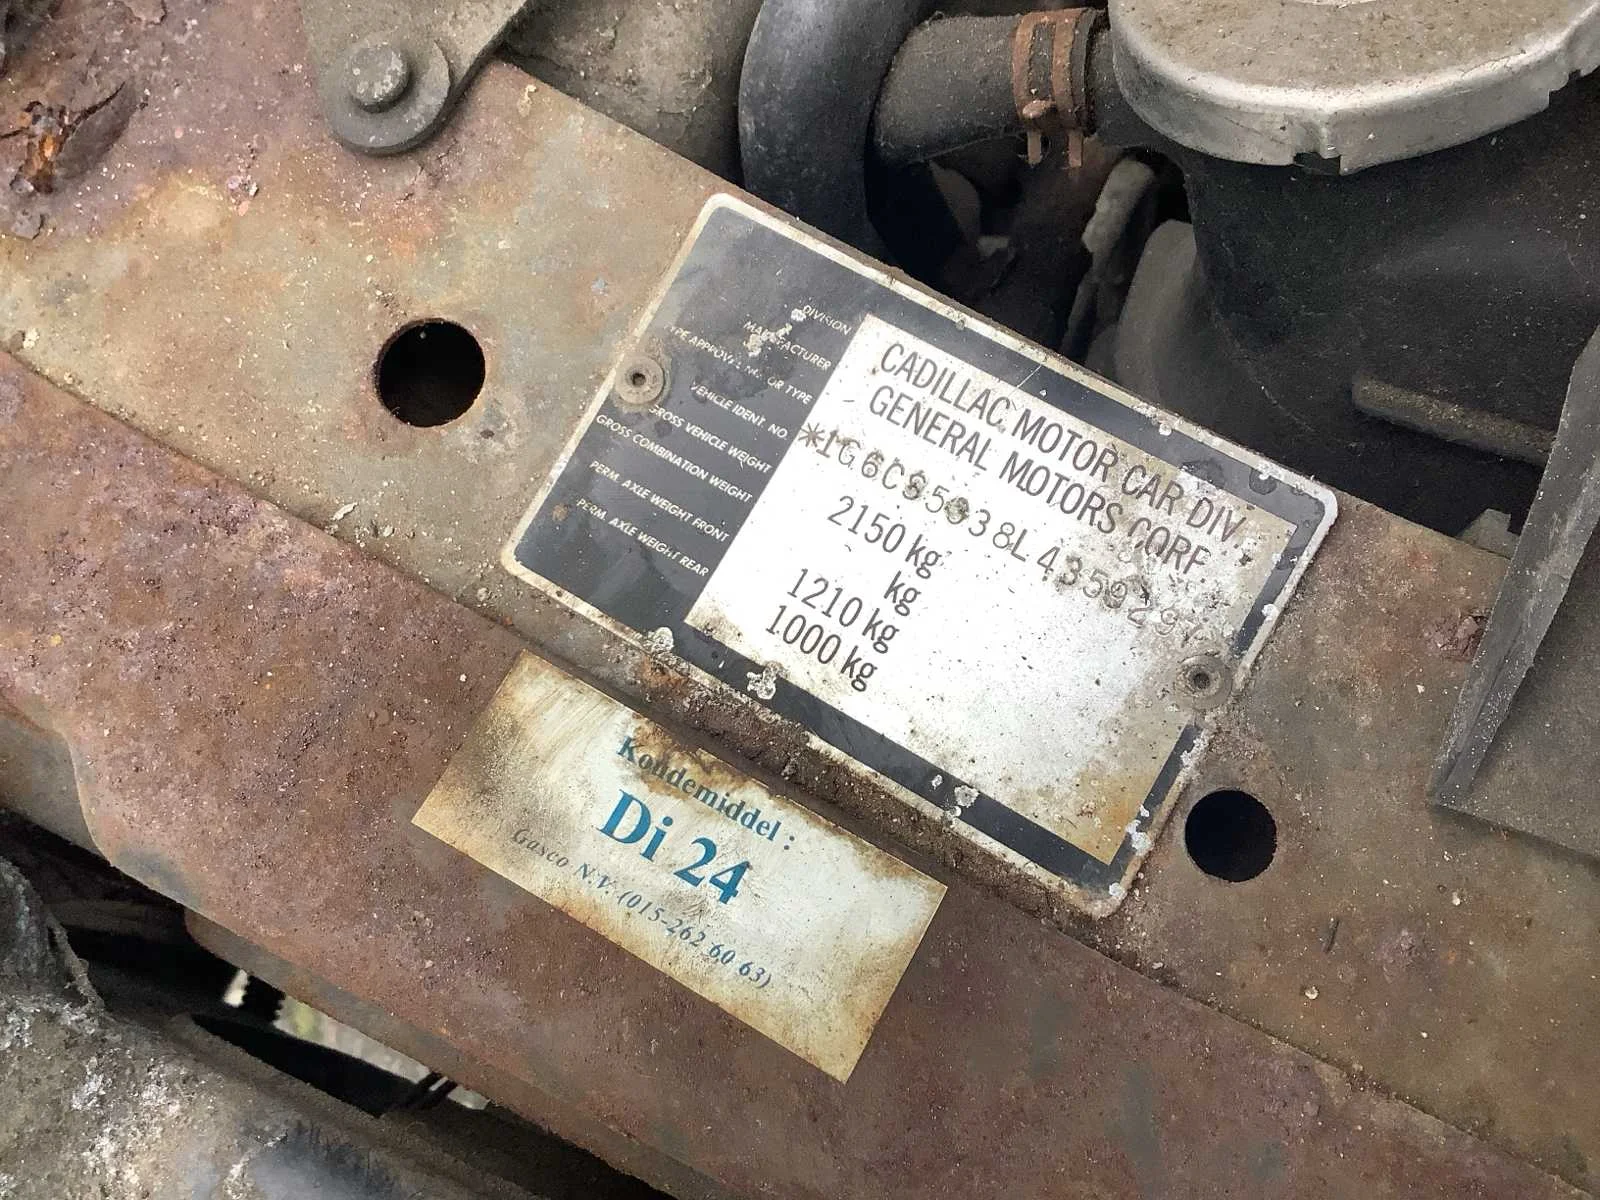 DIVISION CADILLAC MOTOR CAR DIV.
MANUFACTURER GENERAL MOTORS CORP.
TYPE APPROVAL NO. OR TYPE
VEHICLE IDENT. NO.
GROSS VEHICLE WEIGHT 2150 kg
GROSS COMBINATION WEIGHT kg
PERM. AXLE WEIGHT FRONT 1210 kg
PERM. AXLE WEIGHT REAR 1000 kg
Koudemiddel :
Di 24
Gasco N.V. (015-262 60 63)